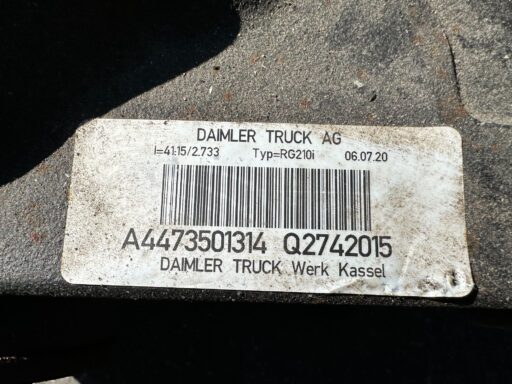 DAIMLER TRUCK AG
i=41:15/2.733 Typ=RG210i 06.07.20
A4473501314 Q2742015
DAIMLER TRUCK Werk Kassel